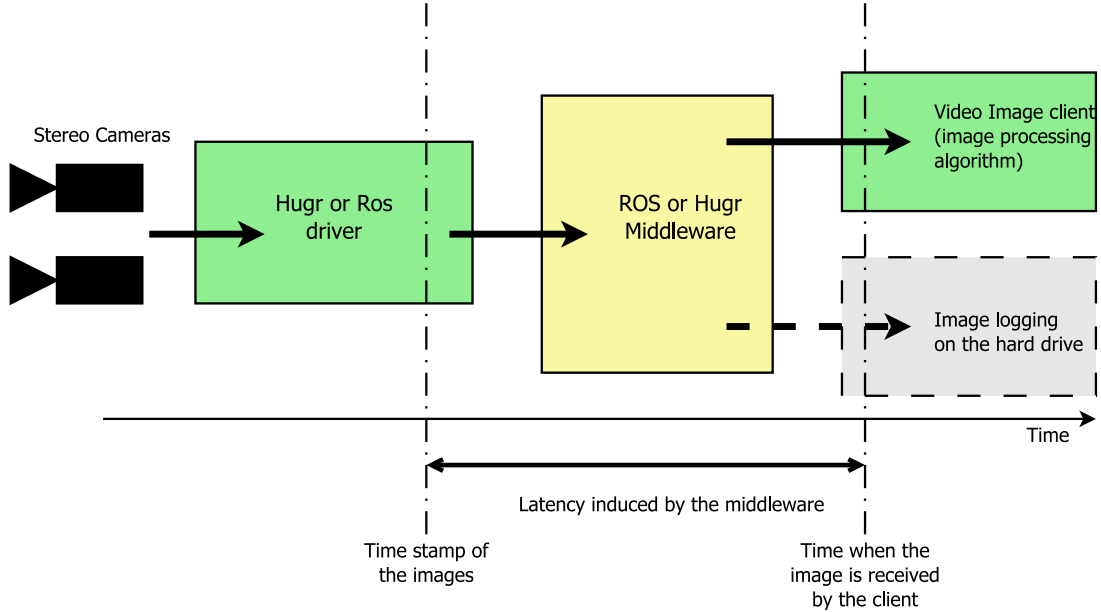 Stereo Cameras
Hugr or Ros
driver
ROS or Hugr
Middleware
Video Image client
(image processing
algorithm)
Image logging
on the hard drive
Time
Latency induced by the middleware
Time stamp of
the images
Time when the
image is received
by the client